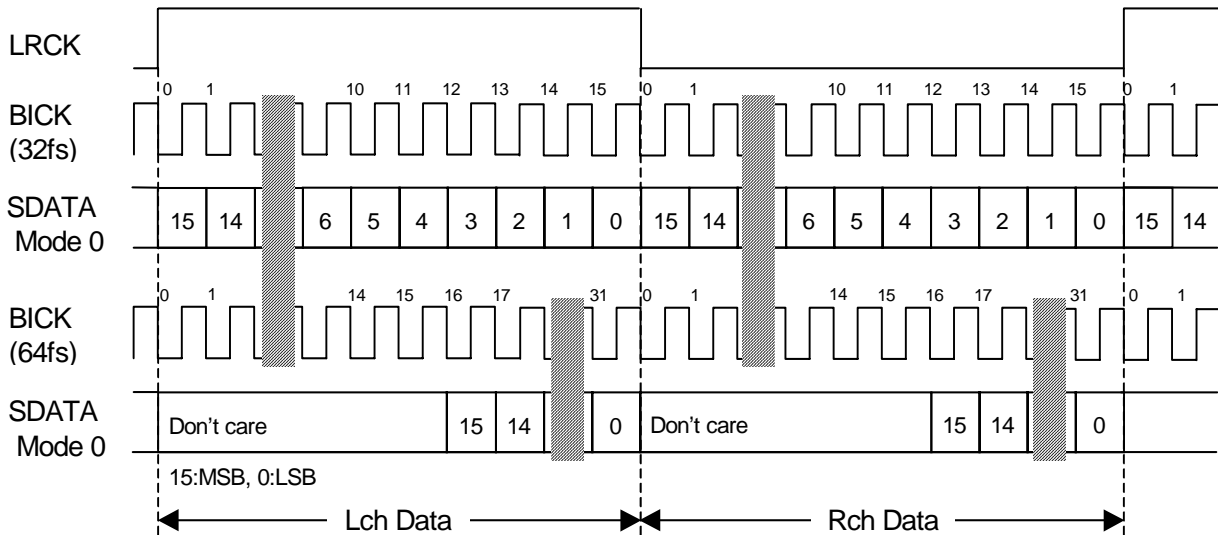 LRCK
0 1 10 11 12 13 14 15 0 1 10 11 12 13 14 15 0 1
BICK
(32fs)
SDATA
Mode 0
15 14 6 5 4 3 2 1 0 15 14 6 5 4 3 2 1 0 15 14
0 1 14 15 16 17 31 0 1 14 15 16 17 31 0 1
BICK
(64fs)
SDATA
Mode 0
Don't care 15 14 0 Don't care 15 14 0
15:MSB, 0:LSB
Lch Data Rch Data